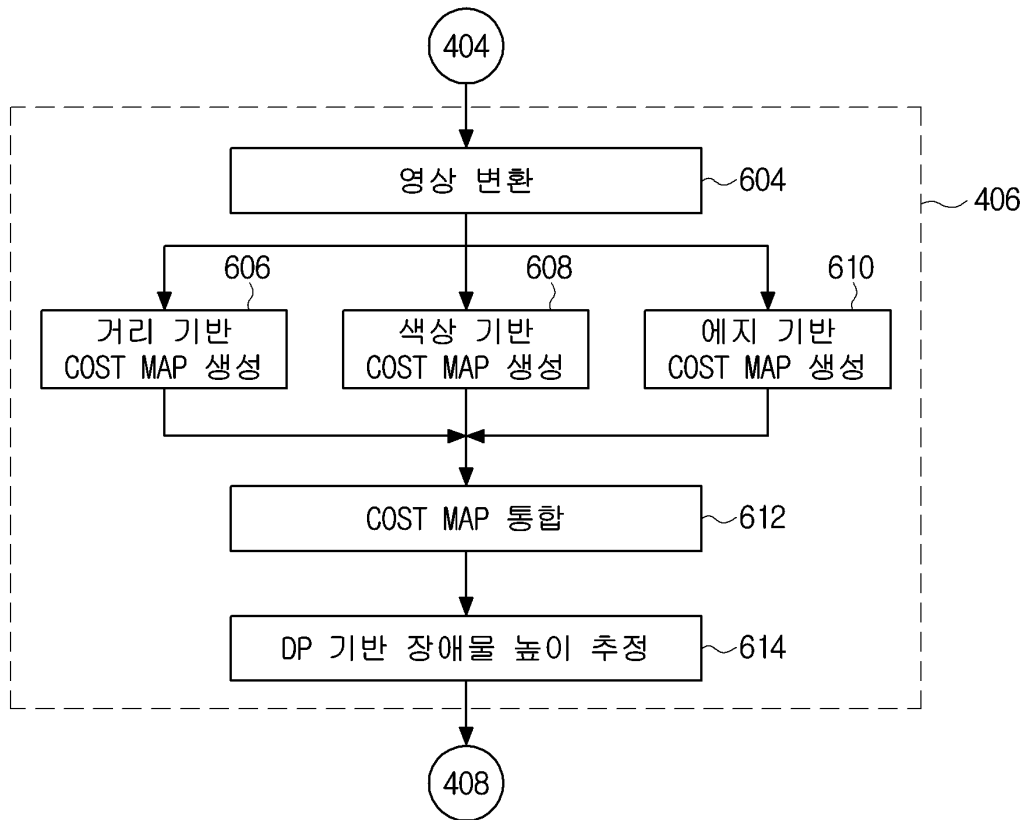 404
영상 변환
604
406
606
608
610
거리 기반
COST MAP 생성
색상 기반
COST MAP 생성
에지 기반
COST MAP 생성
COST MAP 통합
612
DP 기반 장애물 높이 추정
614
408